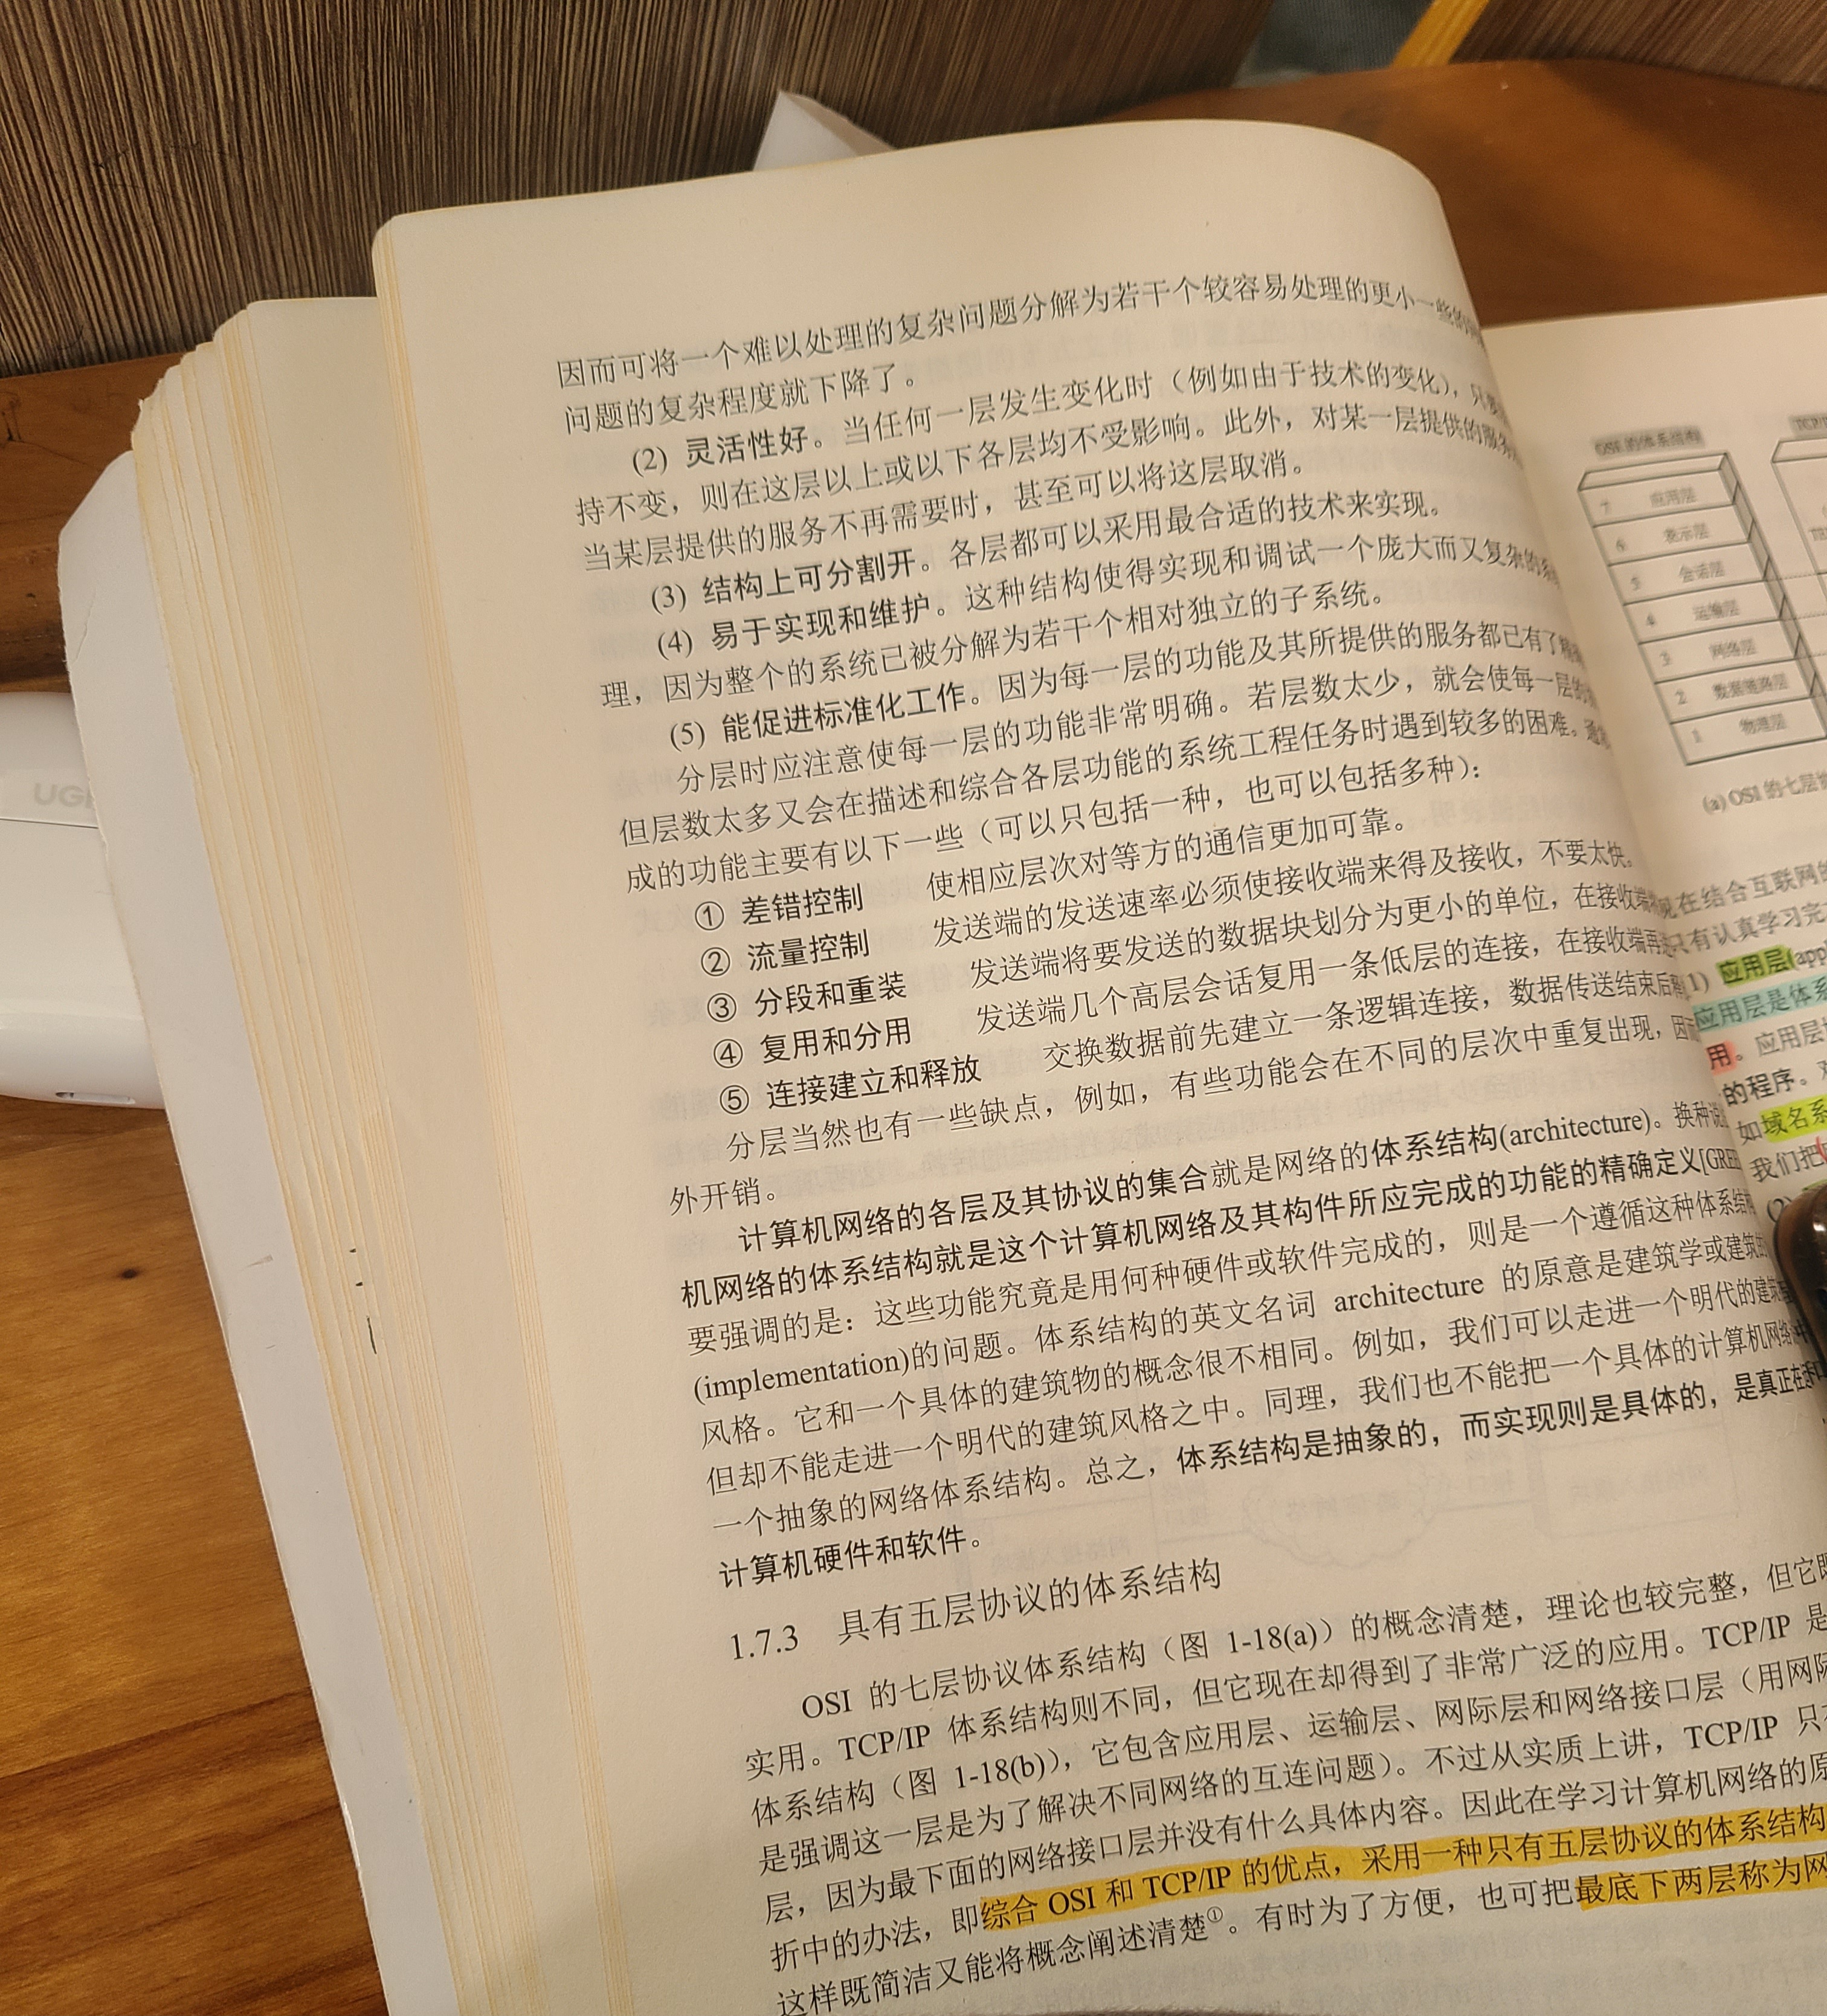 因而可将一个难以处理的复杂问题分解为若干个较容易处理的更小一些的
问题的复杂程度就下降了。
(2) 灵活性好。当任何一层发生变化时（例如由于技术的变化），只要
持不变，则在这层以上或以下各层均不受影响。此外，对某一层提供的服务
当某层提供的服务不再需要时，甚至可以将这层取消。
(3) 结构上可分割开。各层都可以采用最合适的技术来实现。
(4) 易于实现和维护。这种结构使得实现和调试一个庞大而又复杂的系
理，因为整个的系统已被分解为若干个相对独立的子系统。
(5) 能促进标准化工作。因为每一层的功能及其所提供的服务都已有了精
分层时应注意使每一层的功能非常明确。若层数太少，就会使每一层的
但层数太多又会在描述和综合各层功能的系统工程任务时遇到较多的困难。通常
成的功能主要有以下一些（可以只包括一种，也可以包括多种）：
① 差错控制 使相应层次对等方的通信更加可靠。
② 流量控制 发送端的发送速率必须使接收端来得及接收，不要太快。
③ 分段和重装 发送端将要发送的数据块划分为更小的单位，在接收端
④ 复用和分用 发送端几个高层会话复用一条低层的连接，在接收端再
⑤ 连接建立和释放 交换数据前先建立一条逻辑连接，数据传送结束后
分层当然也有一些缺点，例如，有些功能会在不同的层次中重复出现，因而
外开销。
计算机网络的各层及其协议的集合就是网络的体系结构(architecture)。换种说
机网络的体系结构就是这个计算机网络及其构件所应完成的功能的精确定义[GREE
要强调的是：这些功能究竟是用何种硬件或软件完成的，则是一个遵循这种体系结构
(implementation)的问题。体系结构的英文名词 architecture 的原意是建筑学或建筑的
风格。它和一个具体的建筑物的概念很不相同。例如，我们可以走进一个明代的建筑
但却不能走进一个明代的建筑风格之中。同理，我们也不能把一个具体的计算机网络
一个抽象的网络体系结构。总之，体系结构是抽象的，而实现则是具体的，是真正在
计算机硬件和软件。
1.7.3 具有五层协议的体系结构
OSI 的七层协议体系结构（图 1-18(a)）的概念清楚，理论也较完整，但它既
实用。TCP/IP 体系结构则不同，但它现在却得到了非常广泛的应用。TCP/IP 是
体系结构（图 1-18(b)），它包含应用层、运输层、网际层和网络接口层（用网际
是强调这一层是为了解决不同网络的互连问题）。不过从实质上讲，TCP/IP 只
层，因为最下面的网络接口层并没有什么具体内容。因此在学习计算机网络的原
折中的办法，即综合 OSI 和 TCP/IP 的优点，采用一种只有五层协议的体系结构
这样既简洁又能将概念阐述清楚①。有时为了方便，也可把最底下两层称为网
OSI 的体系结构
7 应用层
6 表示层
5 会话层
4 运输层
3 网络层
2 数据链路层
1 物理层
(a) OSI 的七层
现在结合互联网的
只有认真学习完
1) 应用层(app
应用层是体系
用。应用层
的程序。对
如域名系
我们把
(2)